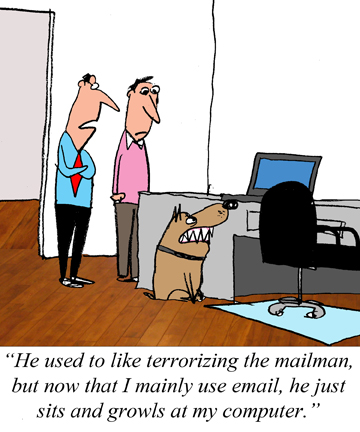 “He used to like terrorizing the mailman,
but now that I mainly use email, he just
sits and growls at my computer.”